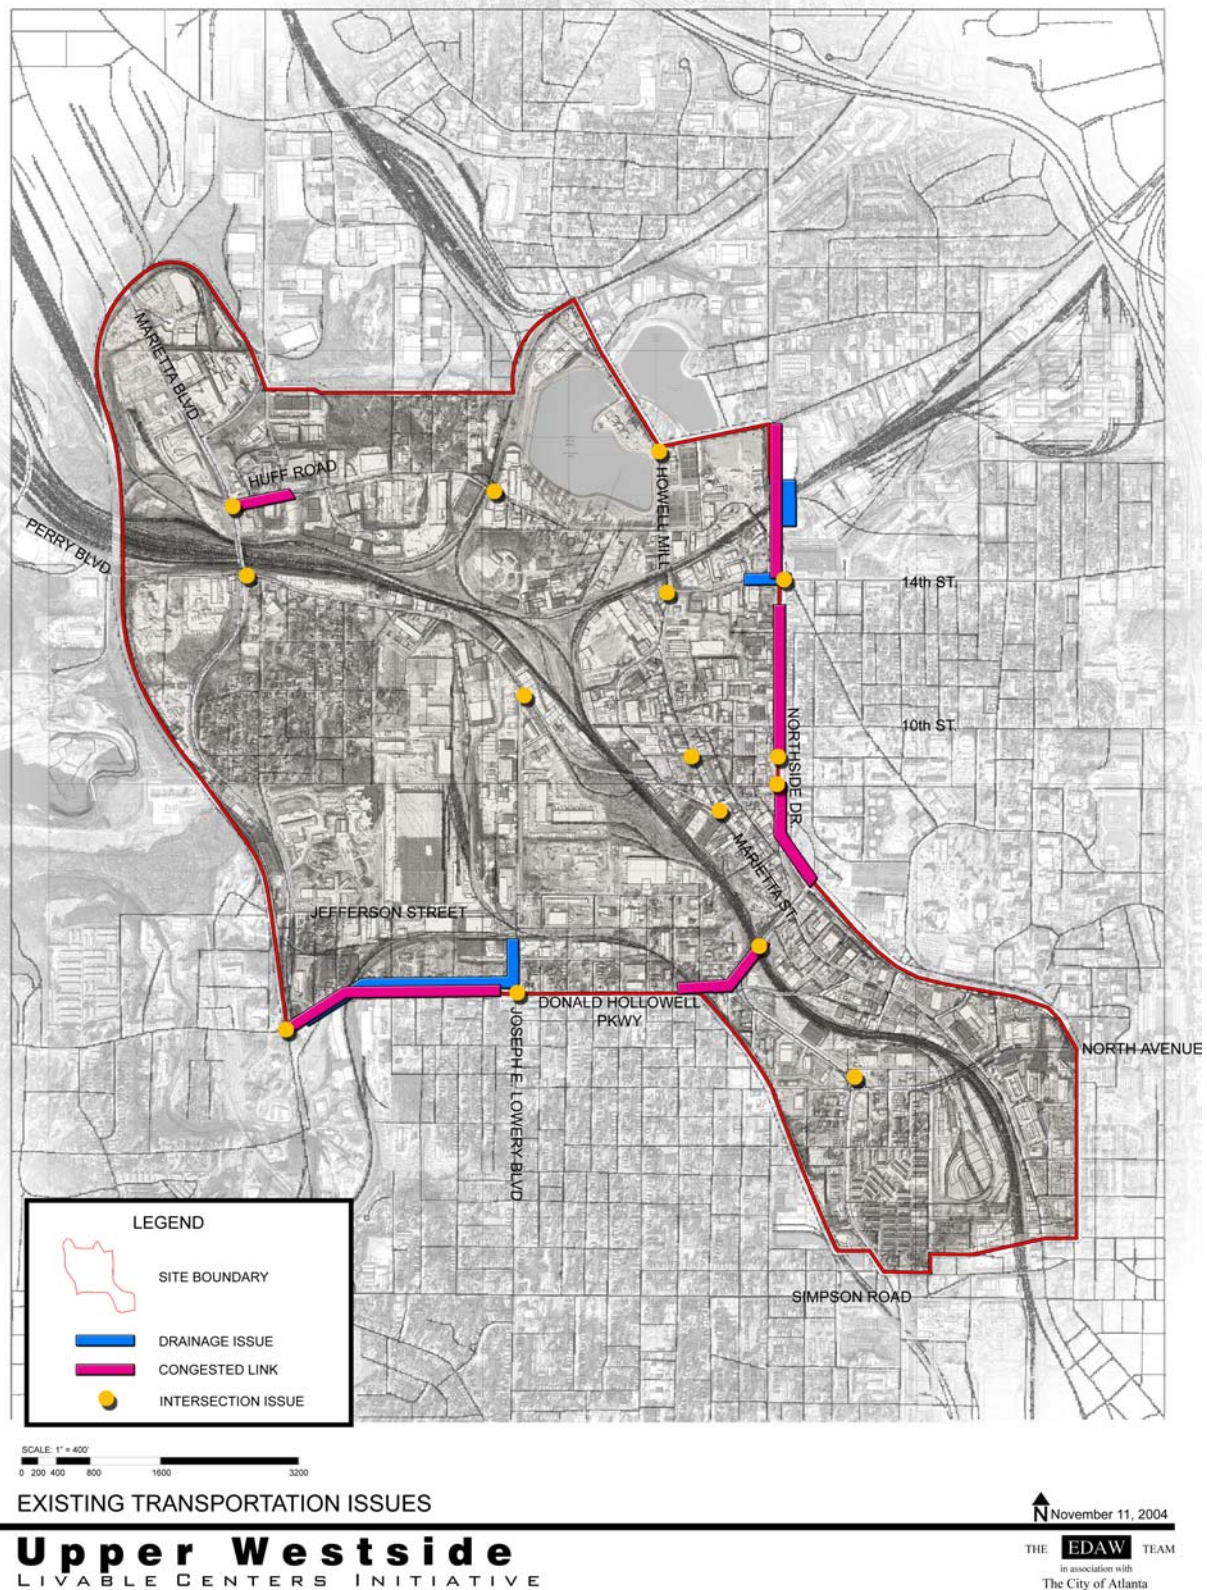 MARIETTA BLVD
HUFF ROAD
HOWELL MILL
PERRY BLVD
14th ST.
10th ST.
NORTHSIDE DR.
MARIETTA ST.
JEFFERSON STREET
DONALD HOLLOWELL
PKWY
JOSEPH E. LOWERY BLVD
NORTH AVENUE
SIMPSON ROAD
LEGEND
SITE BOUNDARY
DRAINAGE ISSUE
CONGESTED LINK
INTERSECTION ISSUE
SCALE: 1" = 400'
0 200 400 800 1600 3200
EXISTING TRANSPORTATION ISSUES
N November 11, 2004
Upper Westside
LIVABLE CENTERS INITIATIVE
THE EDAW TEAM
in association with
The City of Atlanta